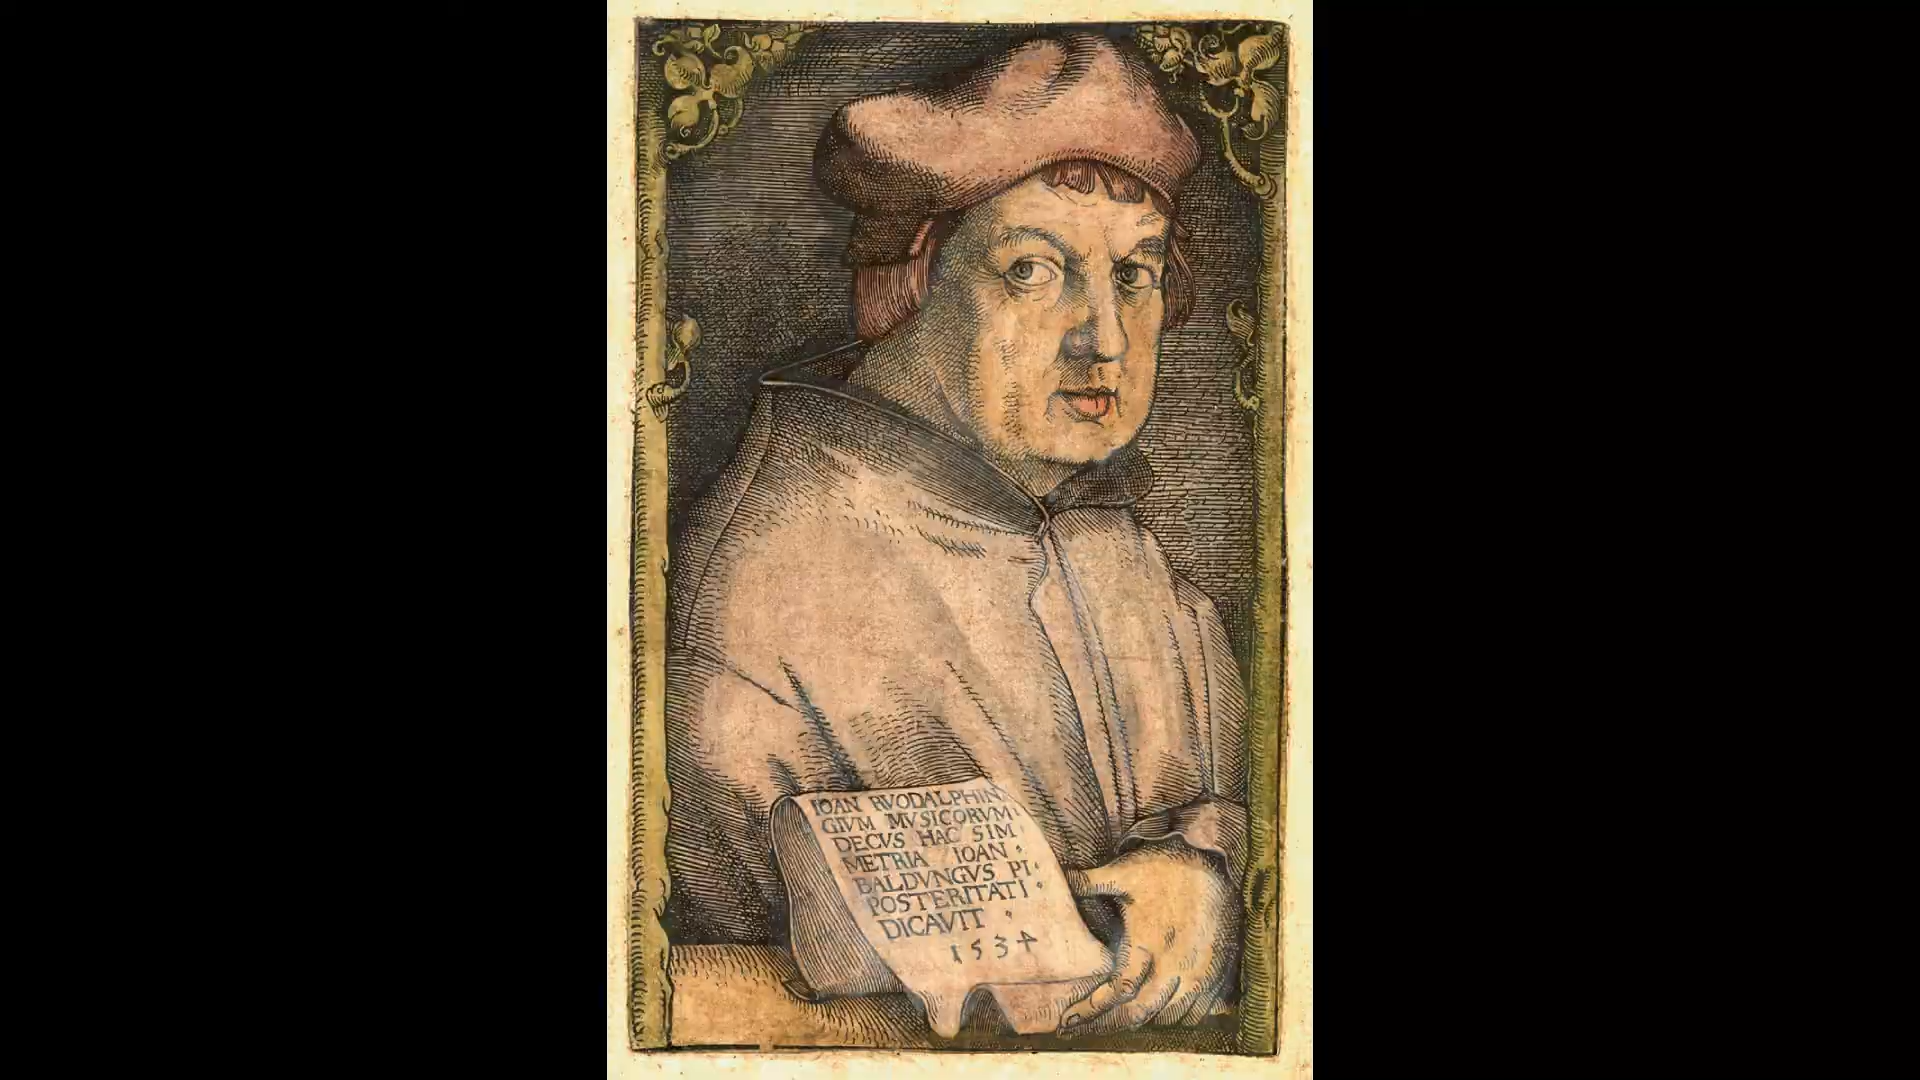 IOAN RVODALPHIN
GIVM MVSICORVM
DECVS HAC SIM
METRIA IOAN
BALDVNGVS PI
POSTERITATI
DICAVIT
1534